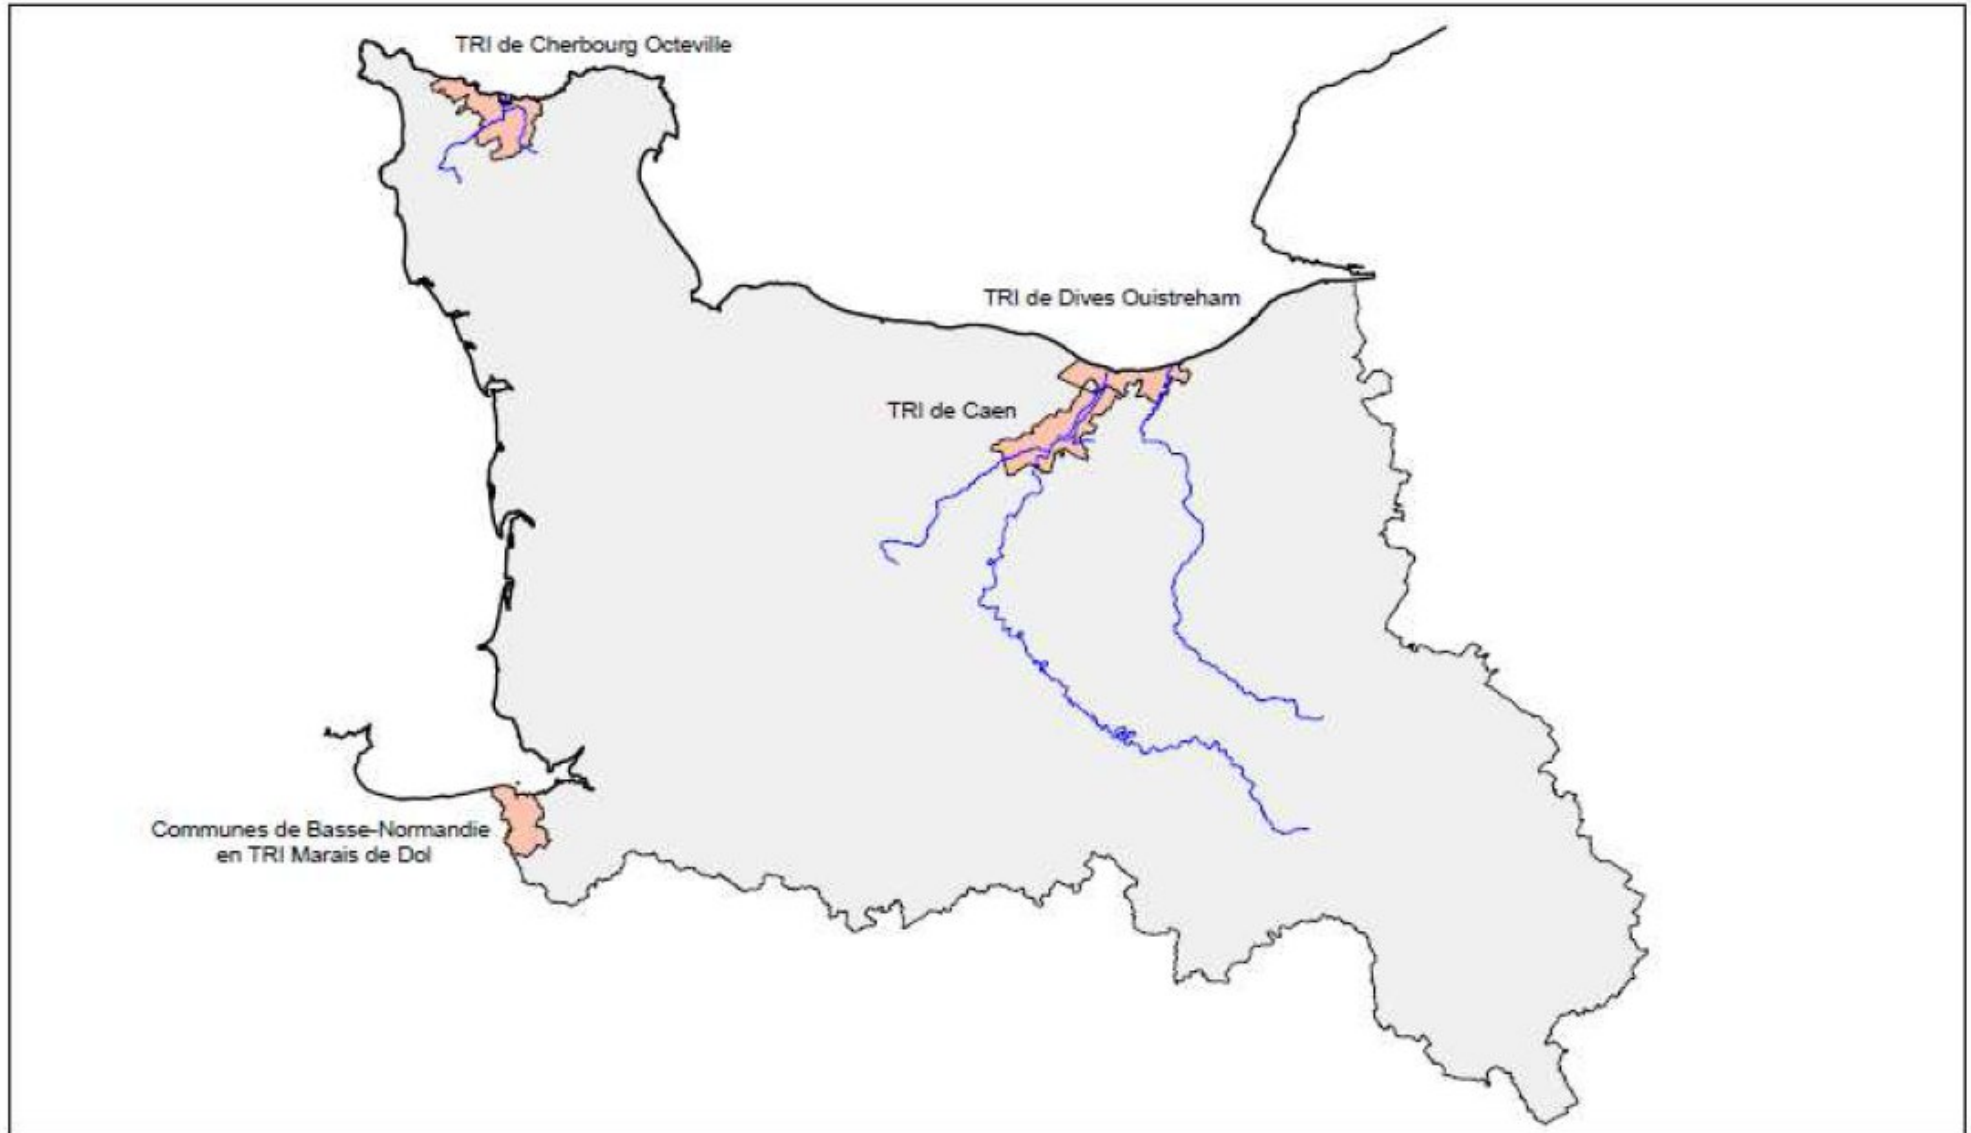 TRI de Cherbourg Octeville
TRI de Dives Ouistreham
TRI de Caen
Communes de Basse-Normandie
en TRI Marais de Dol